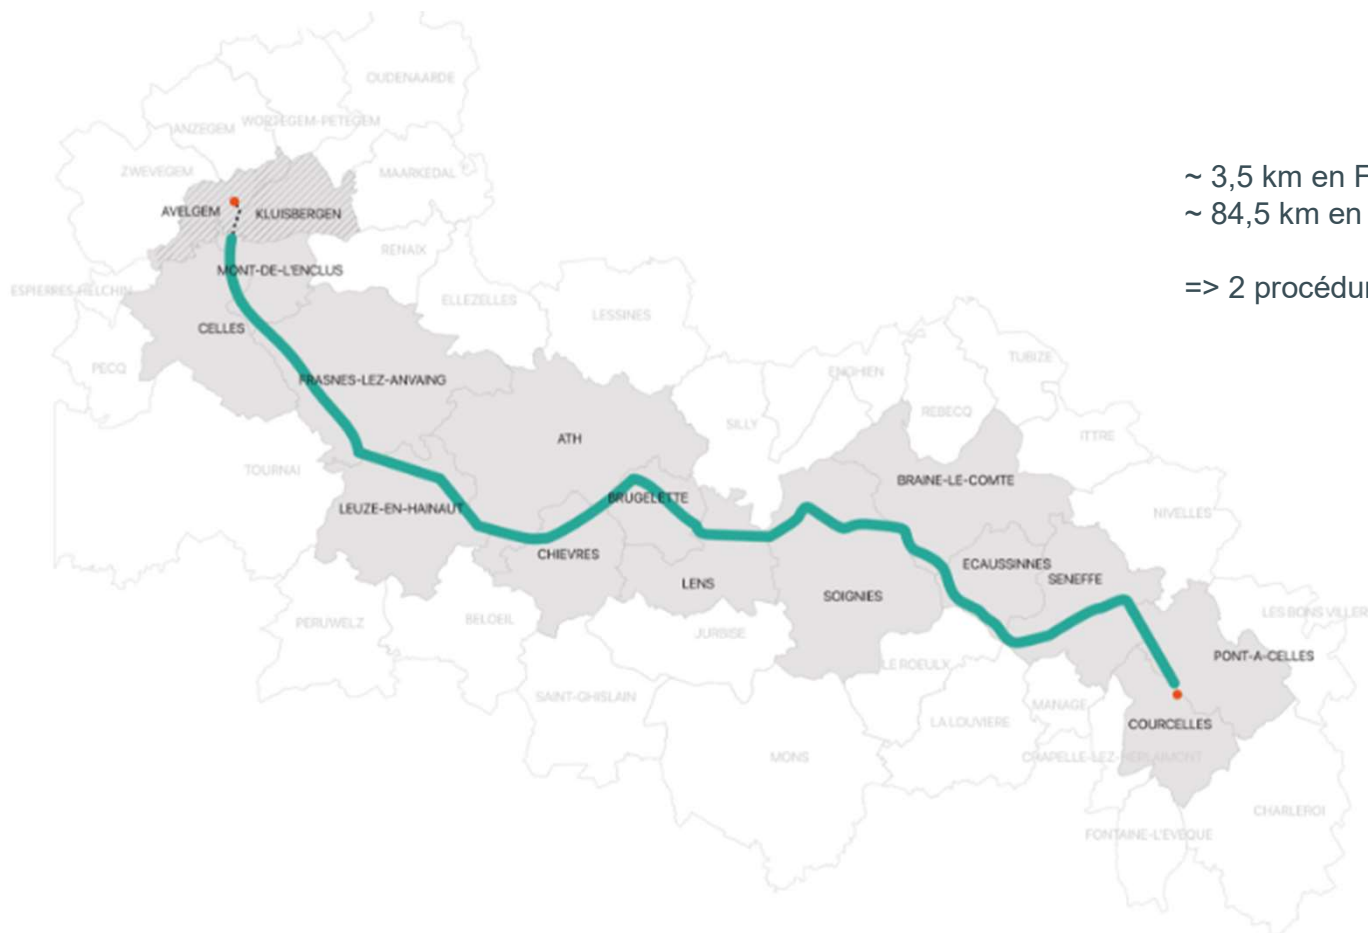 OUDENAARDE
WORTEGEM-PETEGEM
ANZEGEM
ZWEVEGEM
MAARKEDAL
~ 3,5 km en F
~ 84,5 km en
AVELGEM
KLUISBERGEN
RENAIX
MONT-DE-L'ENCLUS
ESPIERRES-HELCHIN
ELLEZELLES
=> 2 procédur
LESSINES
CELLES
PECQ
FRASNES-LEZ-ANVAING
ENGHIEN
TUBIZE
REBECQ
SILLY
ITTRE
ATH
TOURNAI
BRAINE-LE-COMTE
BRUGELETTE
LEUZE-EN-HAINAUT
NIVELLES
CHIEVRES
ECAUSSINNES
SENEFFE
LENS
SOIGNIES
LES BONS VILLER
PERUWELZ
BELOEIL
JURBISE
PONT-A-CELLES
LE ROEULX
SAINT-GHISLAIN
MANAGE
LA LOUVIERE
COURCELLES
MONS
CHAPELLE-LEZ-HERLAIMONT
CHARLEROI
FONTAINE-L'EVEQUE